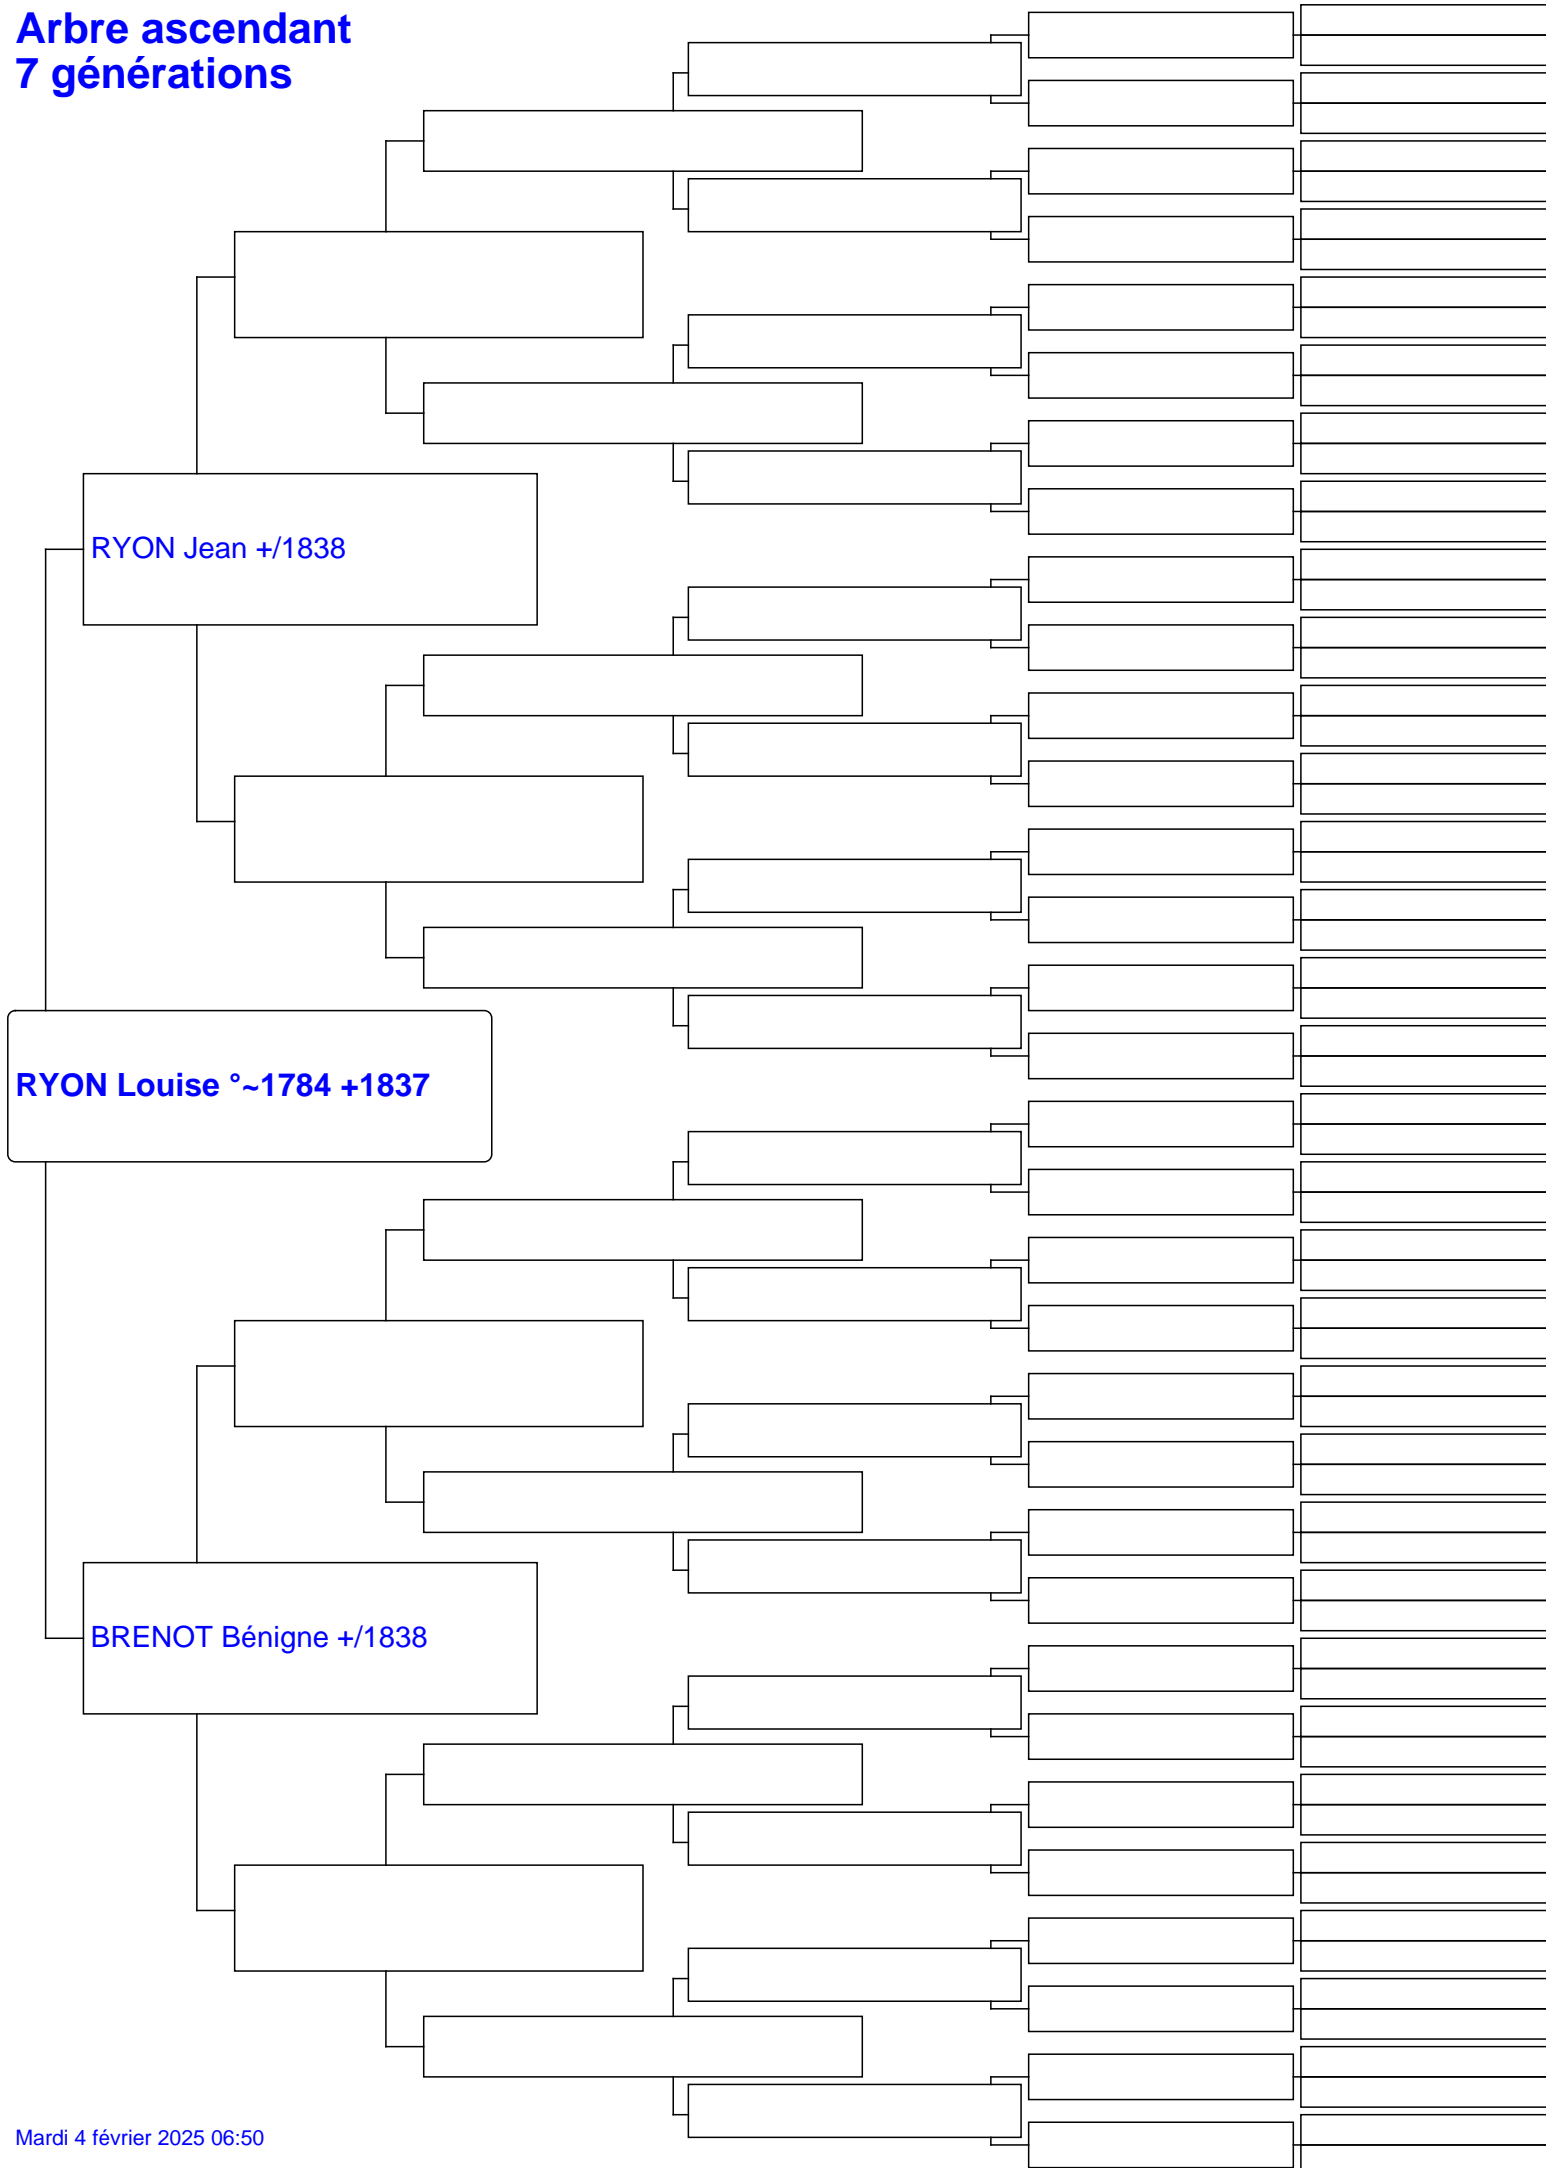 Arbre ascendant
7 générations
RYON Jean +/1838
RYON Louise °~1784 +1837
BRENOT Bénigne +/1838
Mardi 4 février 2025 06:50